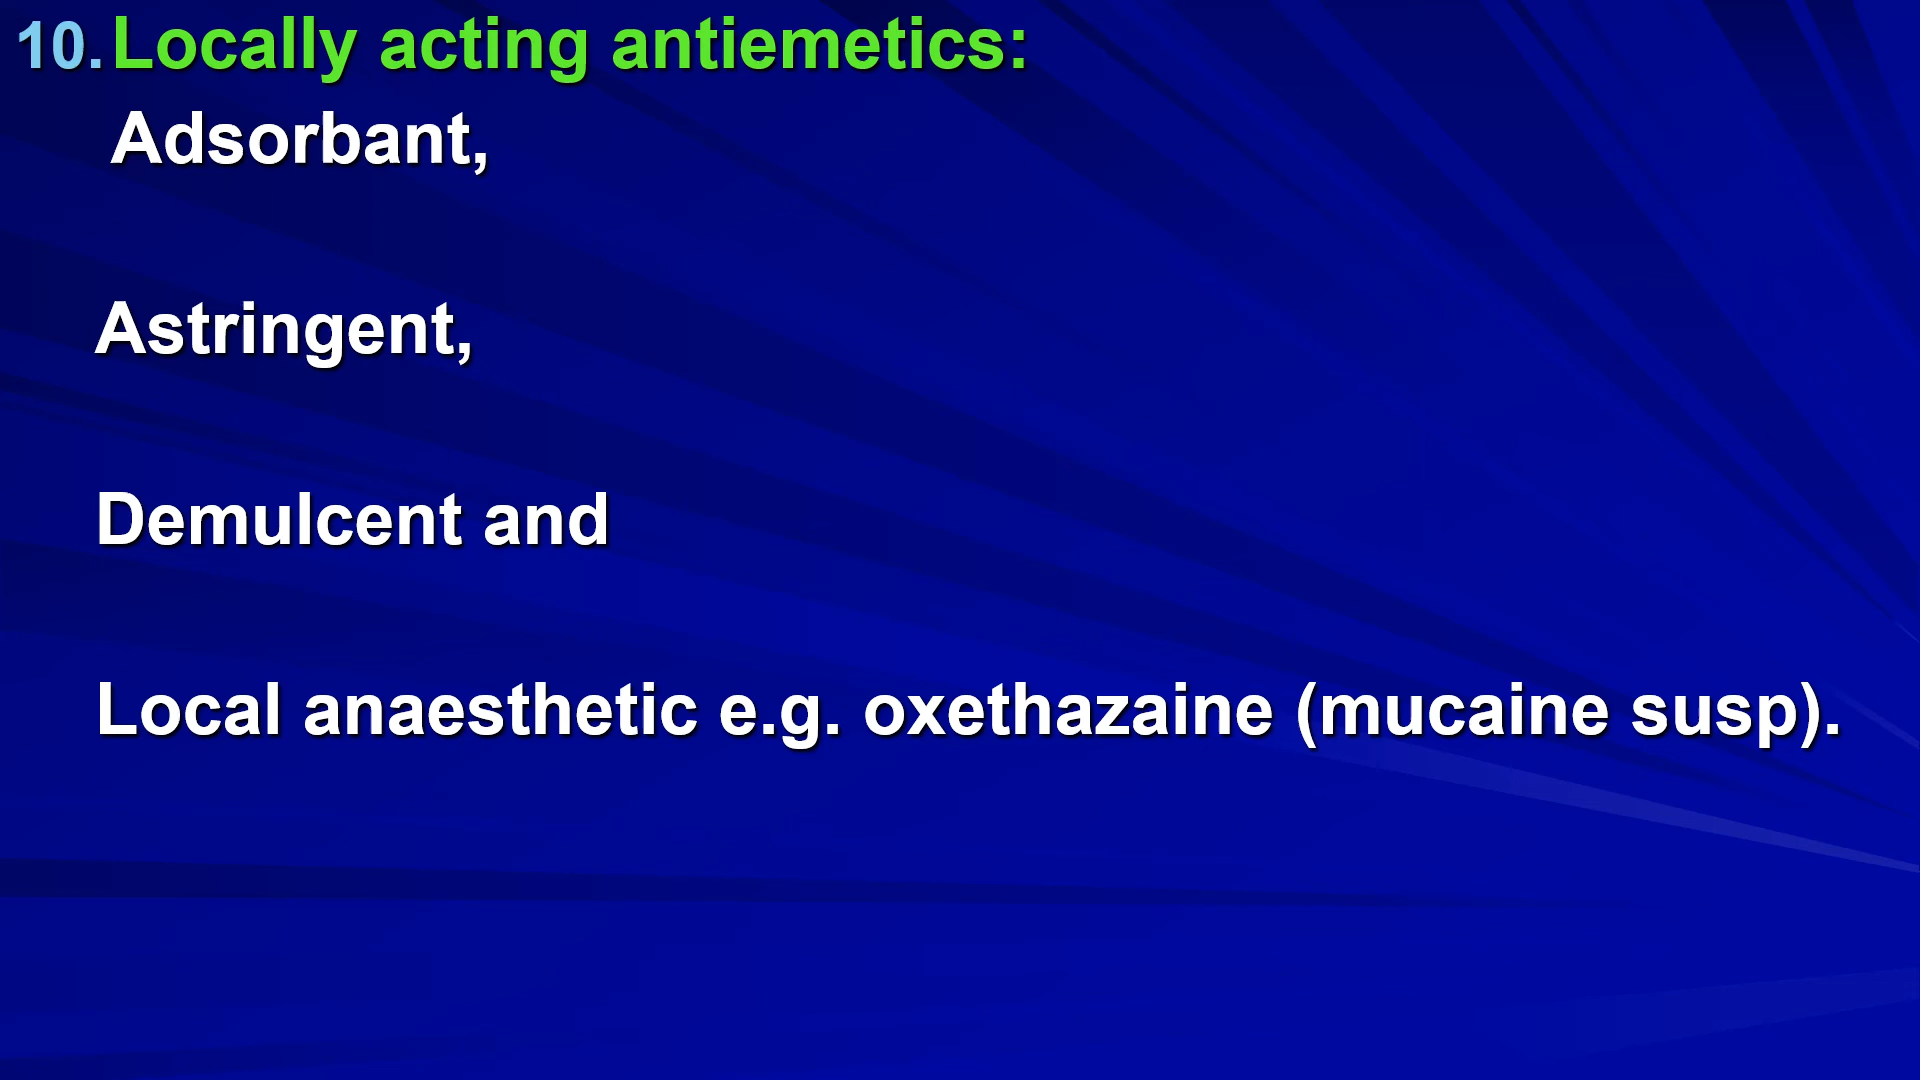 10. Locally acting antiemetics:
Adsorbant,
Astringent,
Demulcent and
Local anaesthetic e.g. oxethazaine (mucaine susp).